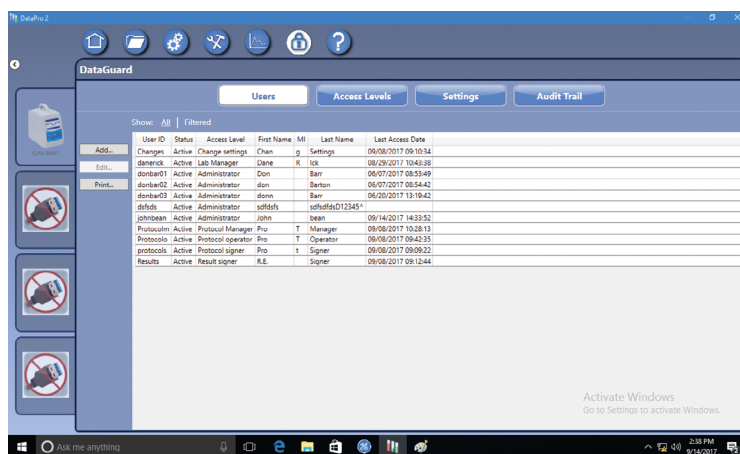 DataPro 2
DataGuard
Users Access Levels Settings Audit Trail
Show: All | Filtered
Add...
Edit...
Print...
User ID Status Access Level First Name MI Last Name Last Access Date
Changes Active Change settings Chan g Settings 09/08/2017 09:10:34
danerick Active Lab Manager Dane R Ick 08/29/2017 10:43:38
donbar01 Active Administrator Don Barr 06/07/2017 08:53:49
donbar02 Active Administrator don Barton 06/07/2017 08:54:42
donbar03 Active Administrator donn Barr 06/20/2017 13:19:42
dsfsds Active Administrator sdfdsfs sdfsdfdsD12345^
johnbean Active Administrator John bean 09/14/2017 14:33:52
Protocolm Active Protocol Manager Pro T Manager 09/08/2017 10:28:13
Protocolo Active Protocol operator Pro T Operator 09/08/2017 09:42:35
protocols Active Protocol signer Pro t Signer 09/08/2017 09:09:22
Results Active Result signer R.E. Signer 09/08/2017 09:12:44
Activate Windows
Go to Settings to activate Windows.
Ask me anything
2:38 PM
9/14/2017